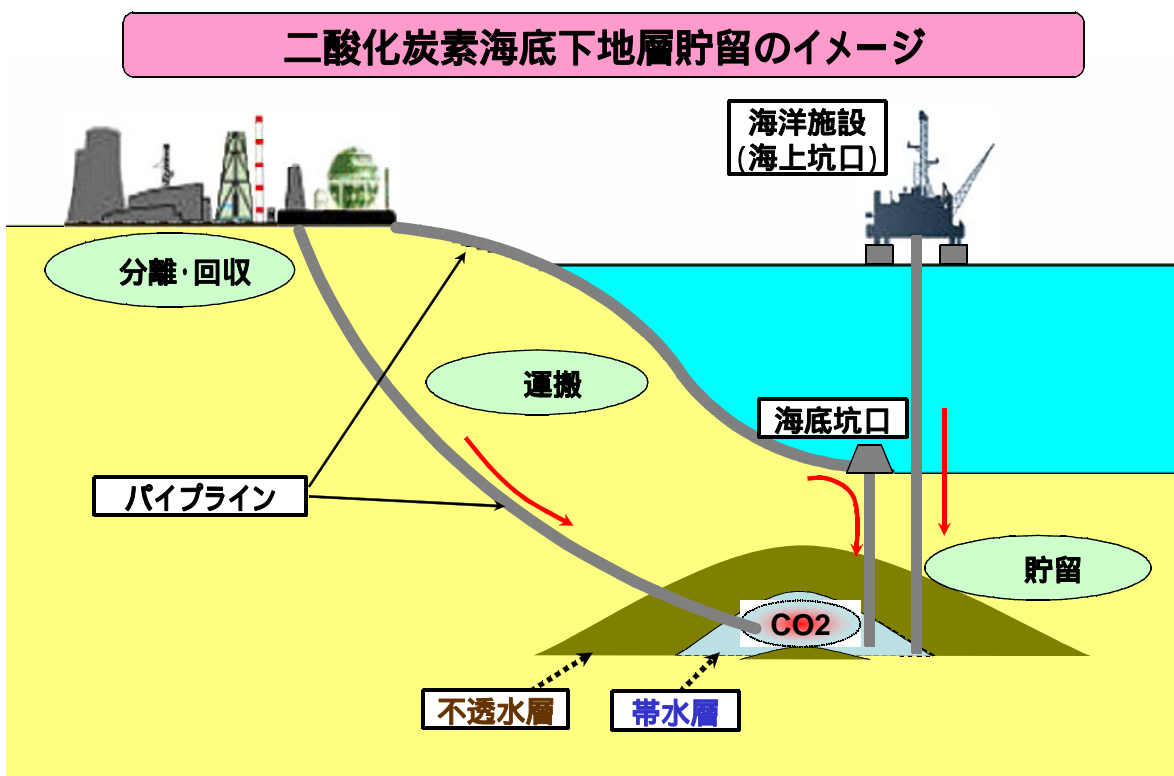 二酸化炭素海底下地層貯留のイメージ
海洋施設
(海上坑口)
分離･回収
運搬
海底坑口
パイプライン
貯留
CO2
不透水層
帯水層